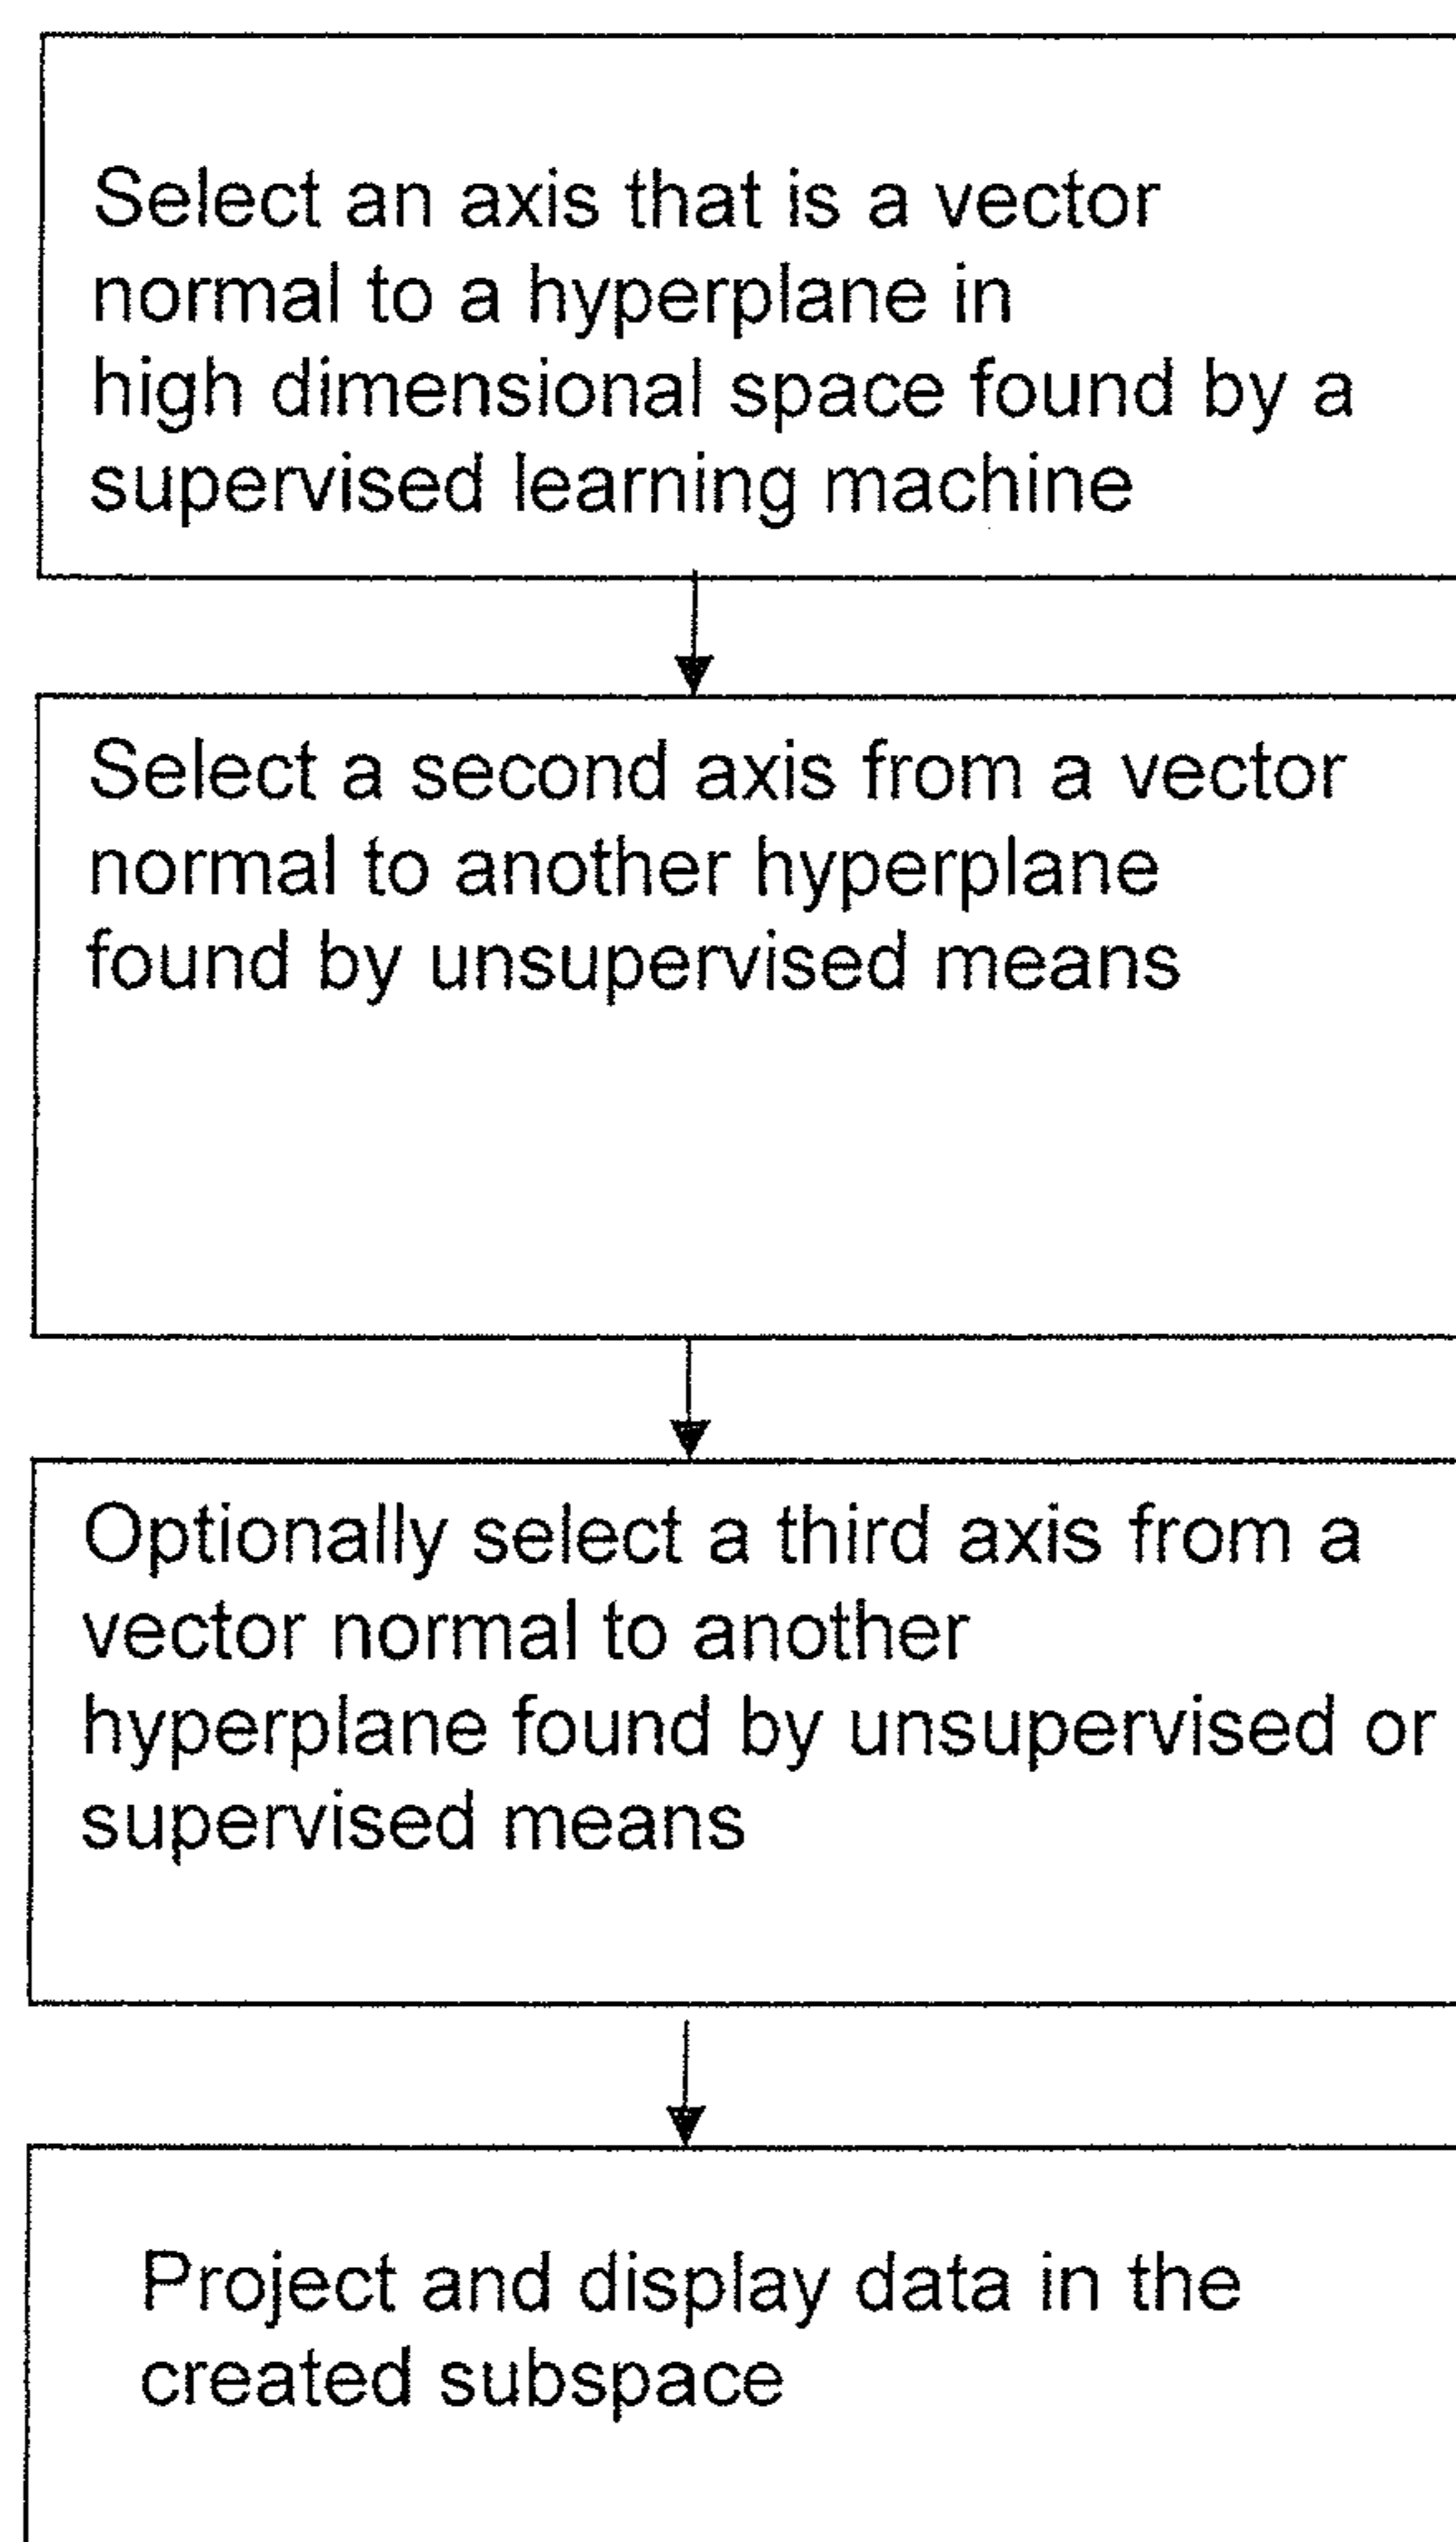 Select an axis that is a vector
normal to a hyperplane in
high dimensional space found by a
supervised learning machine
Select a second axis from a vector
normal to another hyperplane
found by unsupervised means
Optionally select a third axis from a
vector normal to another
hyperplane found by unsupervised or
supervised means
Project and display data in the
created subspace